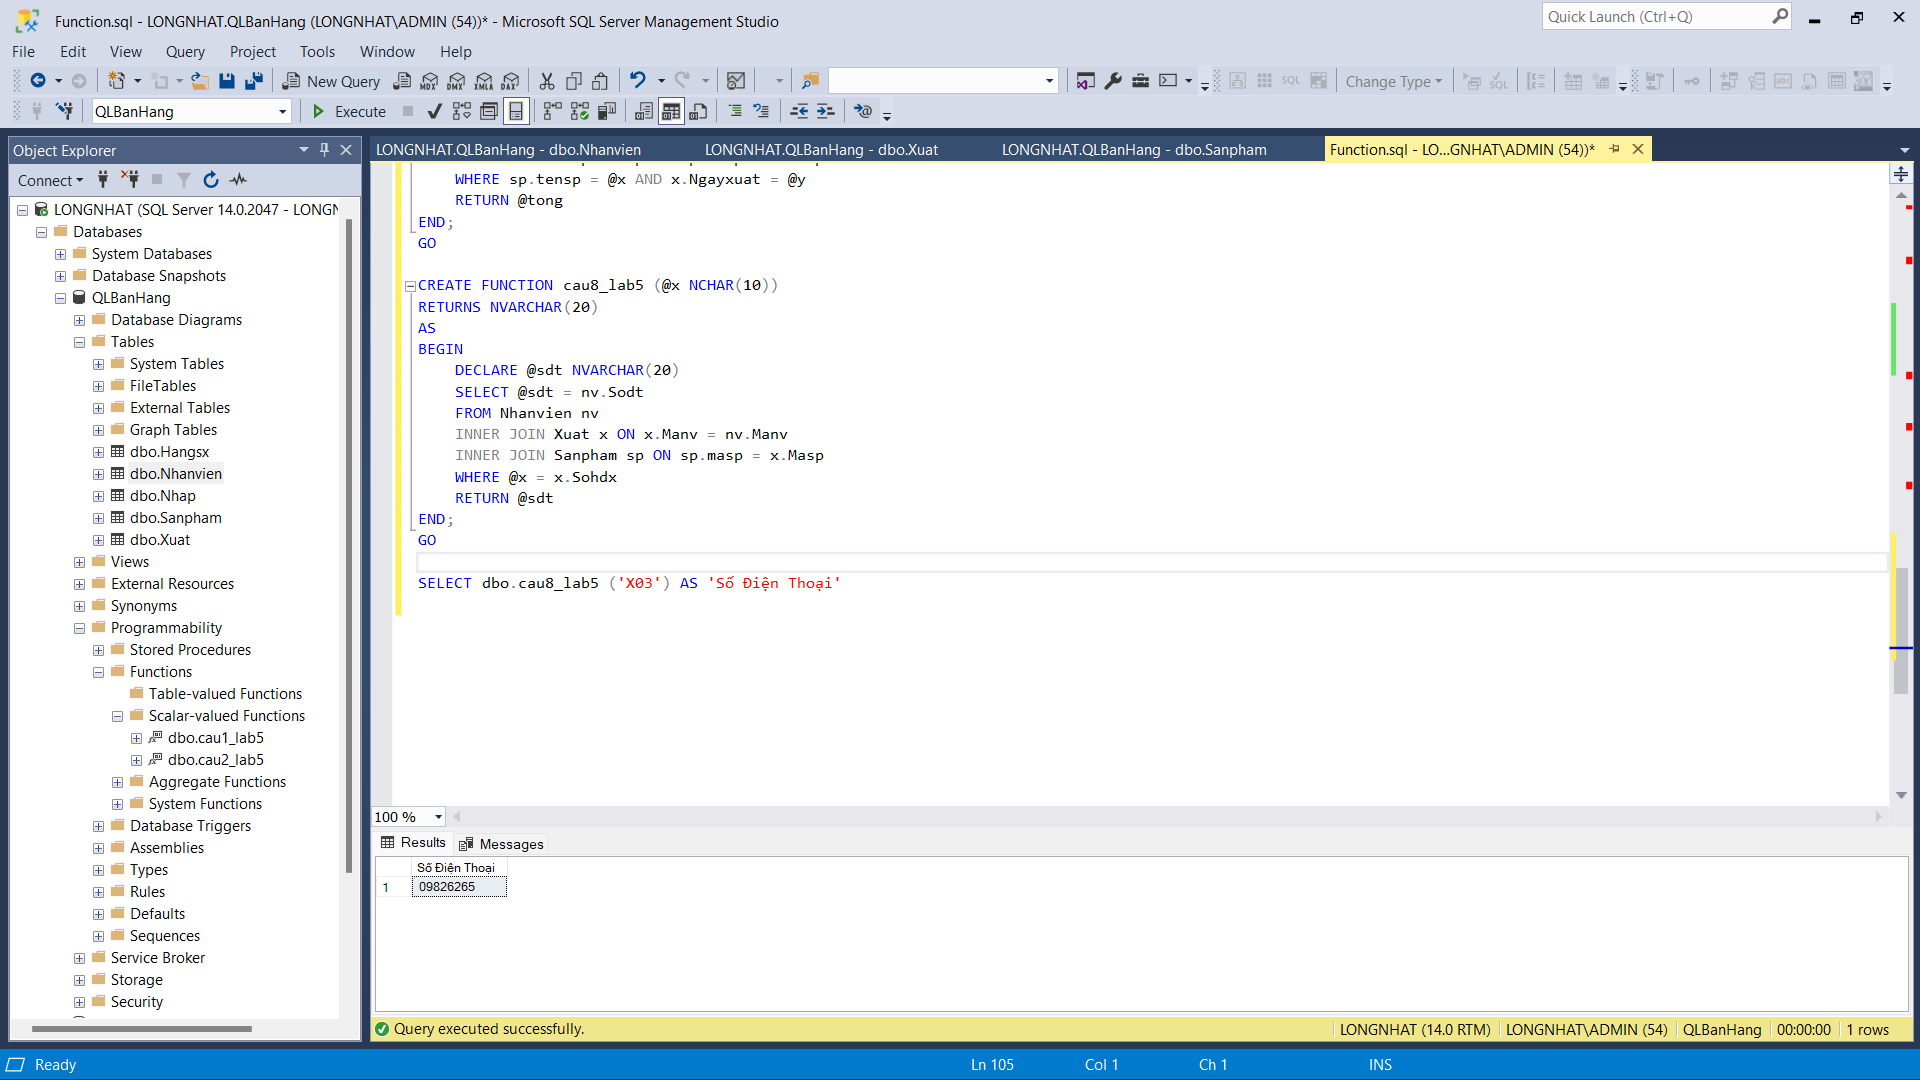 Function.sql - LONGNHAT.QLBanHang (LONGNHAT\ADMIN (54))* - Microsoft SQL Server Management Studio
Quick Launch (Ctrl+Q)
File Edit View Query Project Tools Window Help
New Query
MDX DMX XMLA DAX
SQL
Change Type
QLBanHang
Execute
Object Explorer
Connect
LONGNHAT (SQL Server 14.0.2047 - LONGN
Databases
System Databases
Database Snapshots
QLBanHang
Database Diagrams
Tables
System Tables
FileTables
External Tables
Graph Tables
dbo.Hangsx
dbo.Nhanvien
dbo.Nhap
dbo.Sanpham
dbo.Xuat
Views
External Resources
Synonyms
Programmability
Stored Procedures
Functions
Table-valued Functions
Scalar-valued Functions
dbo.cau1_lab5
dbo.cau2_lab5
Aggregate Functions
System Functions
Database Triggers
Assemblies
Types
Rules
Defaults
Sequences
Service Broker
Storage
Security
LONGNHAT.QLBanHang - dbo.Nhanvien
LONGNHAT.QLBanHang - dbo.Xuat
LONGNHAT.QLBanHang - dbo.Sanpham
Function.sql - LO...GNHAT\ADMIN (54))*
WHERE sp.tensp = @x AND x.Ngayxuat = @y
RETURN @tong
END;
GO
CREATE FUNCTION cau8_lab5 (@x NCHAR(10))
RETURNS NVARCHAR(20)
AS
BEGIN
DECLARE @sdt NVARCHAR(20)
SELECT @sdt = nv.Sodt
FROM Nhanvien nv
INNER JOIN Xuat x ON x.Manv = nv.Manv
INNER JOIN Sanpham sp ON sp.masp = x.Masp
WHERE @x = x.Sohdx
RETURN @sdt
END;
GO
SELECT dbo.cau8_lab5 ('X03') AS 'Số Điện Thoại'
100 %
Results
Messages
Số Điện Thoại
1 09826265
Query executed successfully.
LONGNHAT (14.0 RTM)
LONGNHAT\ADMIN (54)
QLBanHang
00:00:00
1 rows
Ready
Ln 105
Col 1
Ch 1
INS